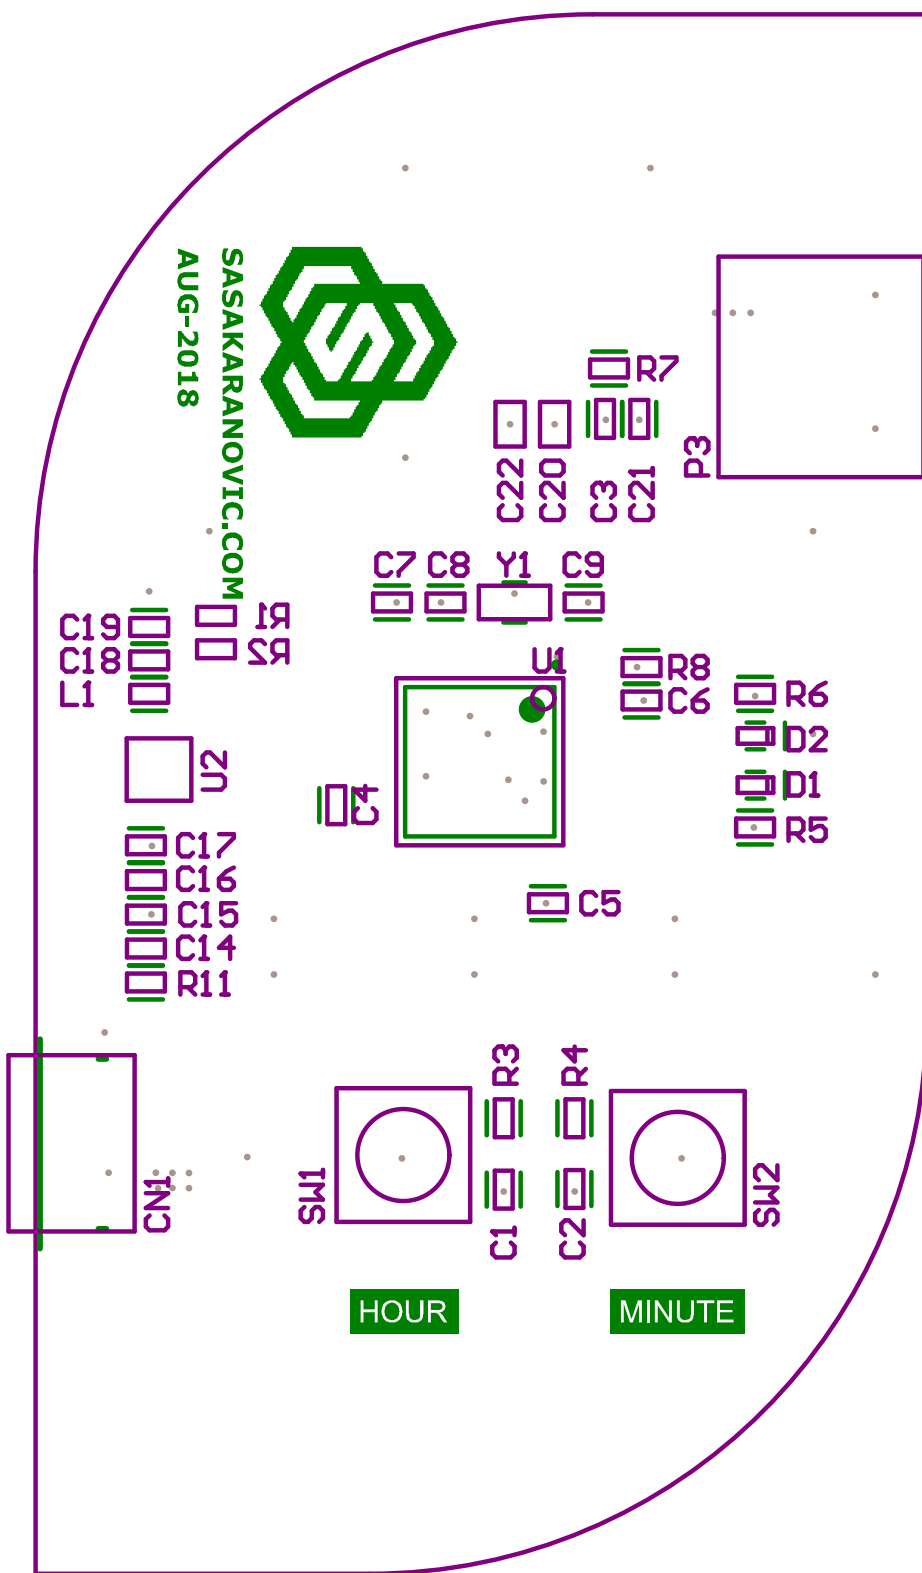 SASAKARANOVIC.COM
AUG-2018
R7
P3
C22
C20
C3
C21
C7
C8
Y1
C9
C19
R1
C18
R2
L1
U1
R8
C6
R6
D2
U2
D1
C4
R5
C17
C16
C5
C15
C14
R11
R3
R4
CN1
SW1
SW2
C1
C2
HOUR
MINUTE